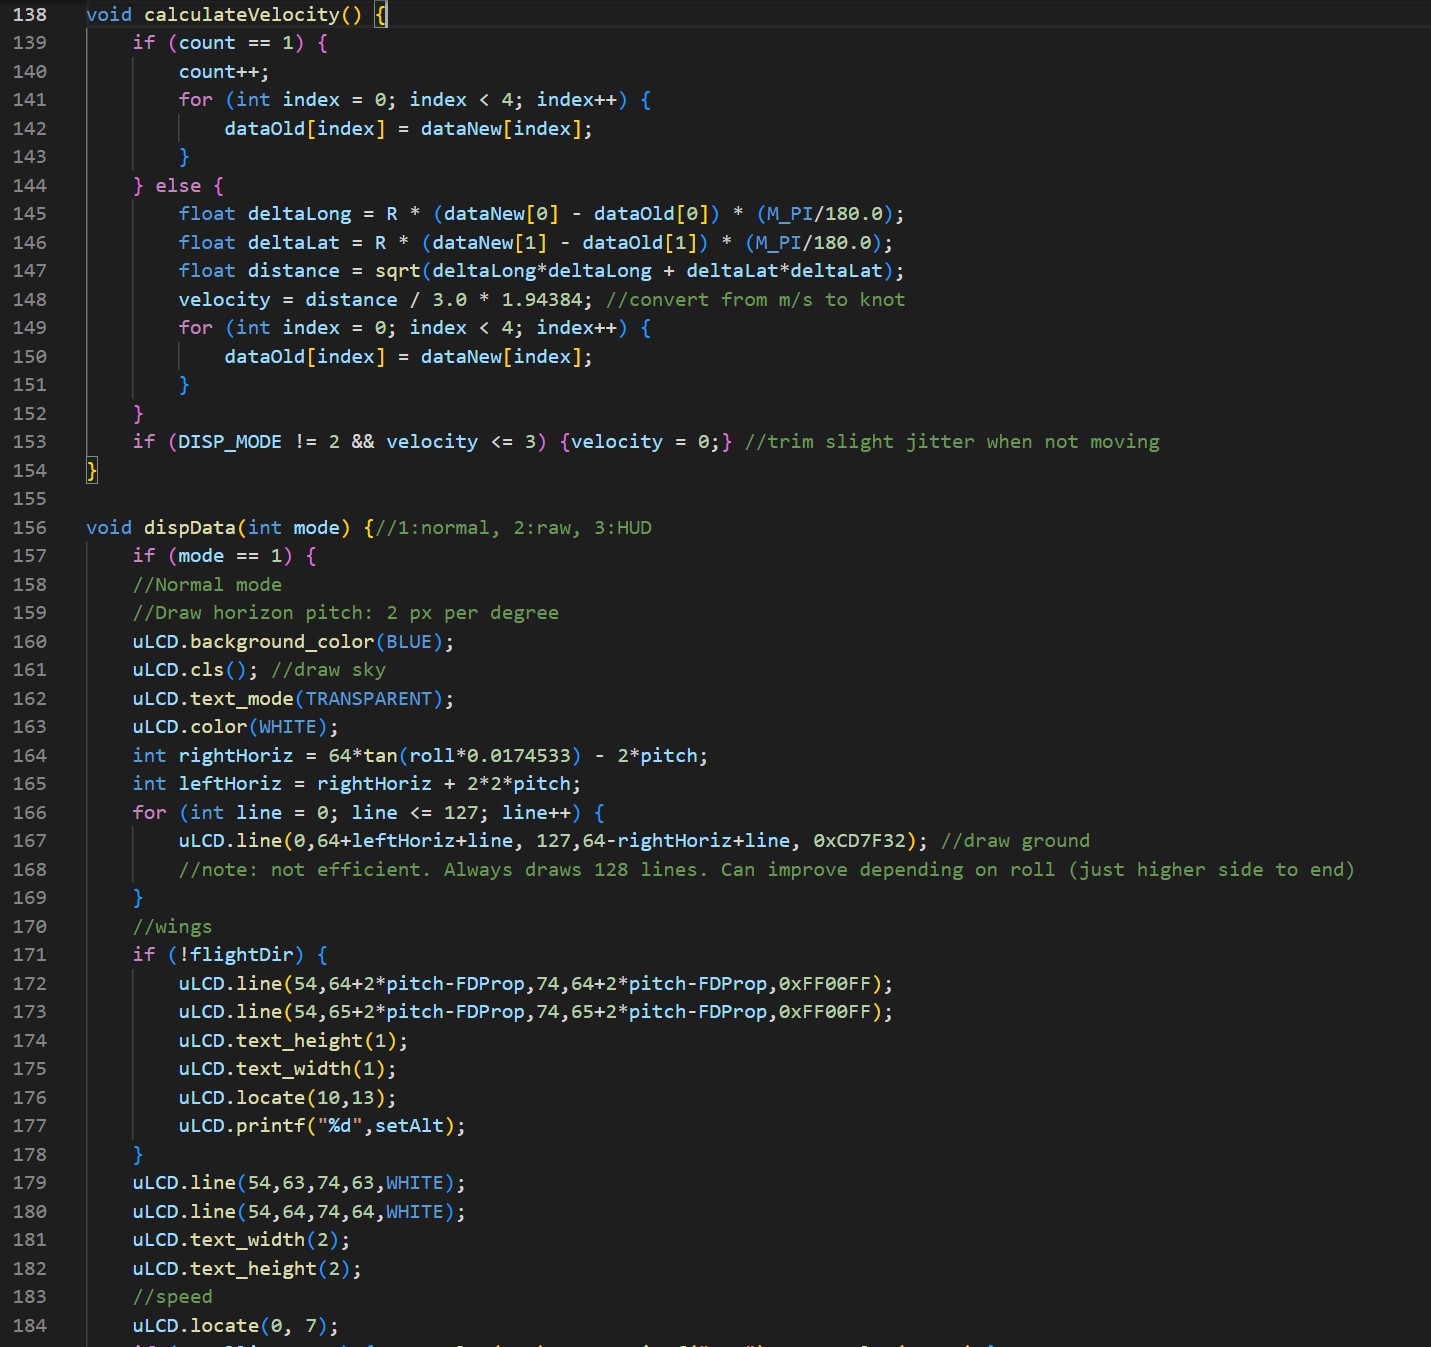 138 void calculateVelocity() {
139     if (count == 1) {
140         count++;
141         for (int index = 0; index < 4; index++) {
142             dataOld[index] = dataNew[index];
143         }
144     } else {
145         float deltaLong = R * (dataNew[0] - dataOld[0]) * (M_PI/180.0);
146         float deltaLat = R * (dataNew[1] - dataOld[1]) * (M_PI/180.0);
147         float distance = sqrt(deltaLong*deltaLong + deltaLat*deltaLat);
148         velocity = distance / 3.0 * 1.94384; //convert from m/s to knot
149         for (int index = 0; index < 4; index++) {
150             dataOld[index] = dataNew[index];
151         }
152     }
153     if (DISP_MODE != 2 && velocity <= 3) {velocity = 0;} //trim slight jitter when not moving
154 }
155
156 void dispData(int mode) {//1:normal, 2:raw, 3:HUD
157     if (mode == 1) {
158     //Normal mode
159     //Draw horizon pitch: 2 px per degree
160     uLCD.background_color(BLUE);
161     uLCD.cls(); //draw sky
162     uLCD.text_mode(TRANSPARENT);
163     uLCD.color(WHITE);
164     int rightHoriz = 64*tan(roll*0.0174533) - 2*pitch;
165     int leftHoriz = rightHoriz + 2*2*pitch;
166     for (int line = 0; line <= 127; line++) {
167         uLCD.line(0,64+leftHoriz+line, 127,64-rightHoriz+line, 0xCD7F32); //draw ground
168         //note: not efficient. Always draws 128 lines. Can improve depending on roll (just higher side to end)
169     }
170     //wings
171     if (!flightDir) {
172         uLCD.line(54,64+2*pitch-FDProp,74,64+2*pitch-FDProp,0xFF00FF);
173         uLCD.line(54,65+2*pitch-FDProp,74,65+2*pitch-FDProp,0xFF00FF);
174         uLCD.text_height(1);
175         uLCD.text_width(1);
176         uLCD.locate(10,13);
177         uLCD.printf("%d",setAlt);
178     }
179     uLCD.line(54,63,74,63,WHITE);
180     uLCD.line(54,64,74,64,WHITE);
181     uLCD.text_width(2);
182     uLCD.text_height(2);
183     //speed
184     uLCD.locate(0, 7);